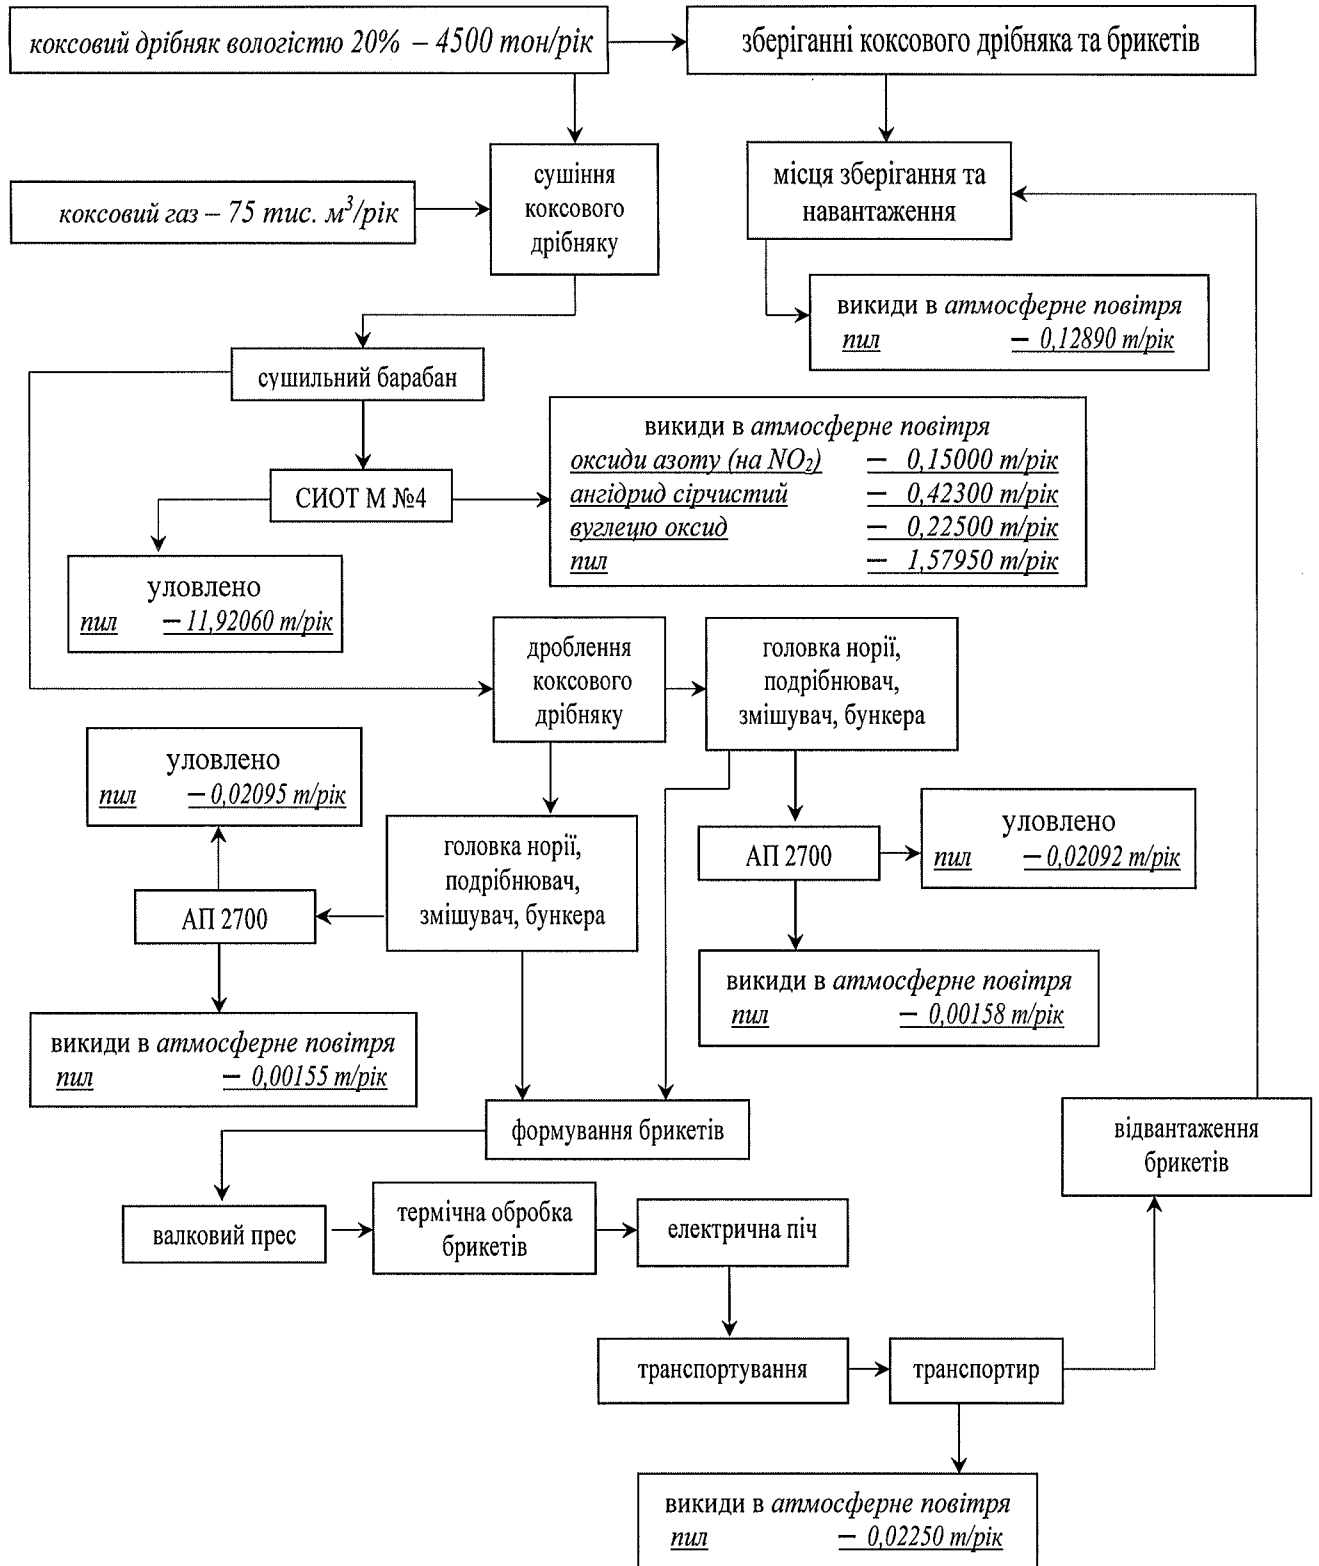 коксовий дрібняк вологістю 20% – 4500 тон/рік
зберіганні коксового дрібняка та брикетів
сушіння
коксового
дрібняку
місця зберігання та
навантаження
коксовий газ – 75 тис. м³/рік
викиди в атмосферне повітря
пил – 0,12890 т/рік
сушильний барабан
викиди в атмосферне повітря
оксиди азоту (на NO₂) – 0,15000 т/рік
ангідрид сірчистий – 0,42300 т/рік
вуглецю оксид – 0,22500 т/рік
пил – 1,57950 т/рік
СИОТ М №4
уловлено
пил – 11,92060 т/рік
дроблення
коксового
дрібняку
головка норії,
подрібнювач,
змішувач, бункера
уловлено
пил – 0,02095 т/рік
головка норії,
подрібнювач,
змішувач, бункера
АП 2700
уловлено
пил – 0,02092 т/рік
АП 2700
викиди в атмосферне повітря
пил – 0,00158 т/рік
викиди в атмосферне повітря
пил – 0,00155 т/рік
формування брикетів
відвантаження
брикетів
валковий прес
термічна обробка
брикетів
електрична піч
транспортування
транспортир
викиди в атмосферне повітря
пил – 0,02250 т/рік